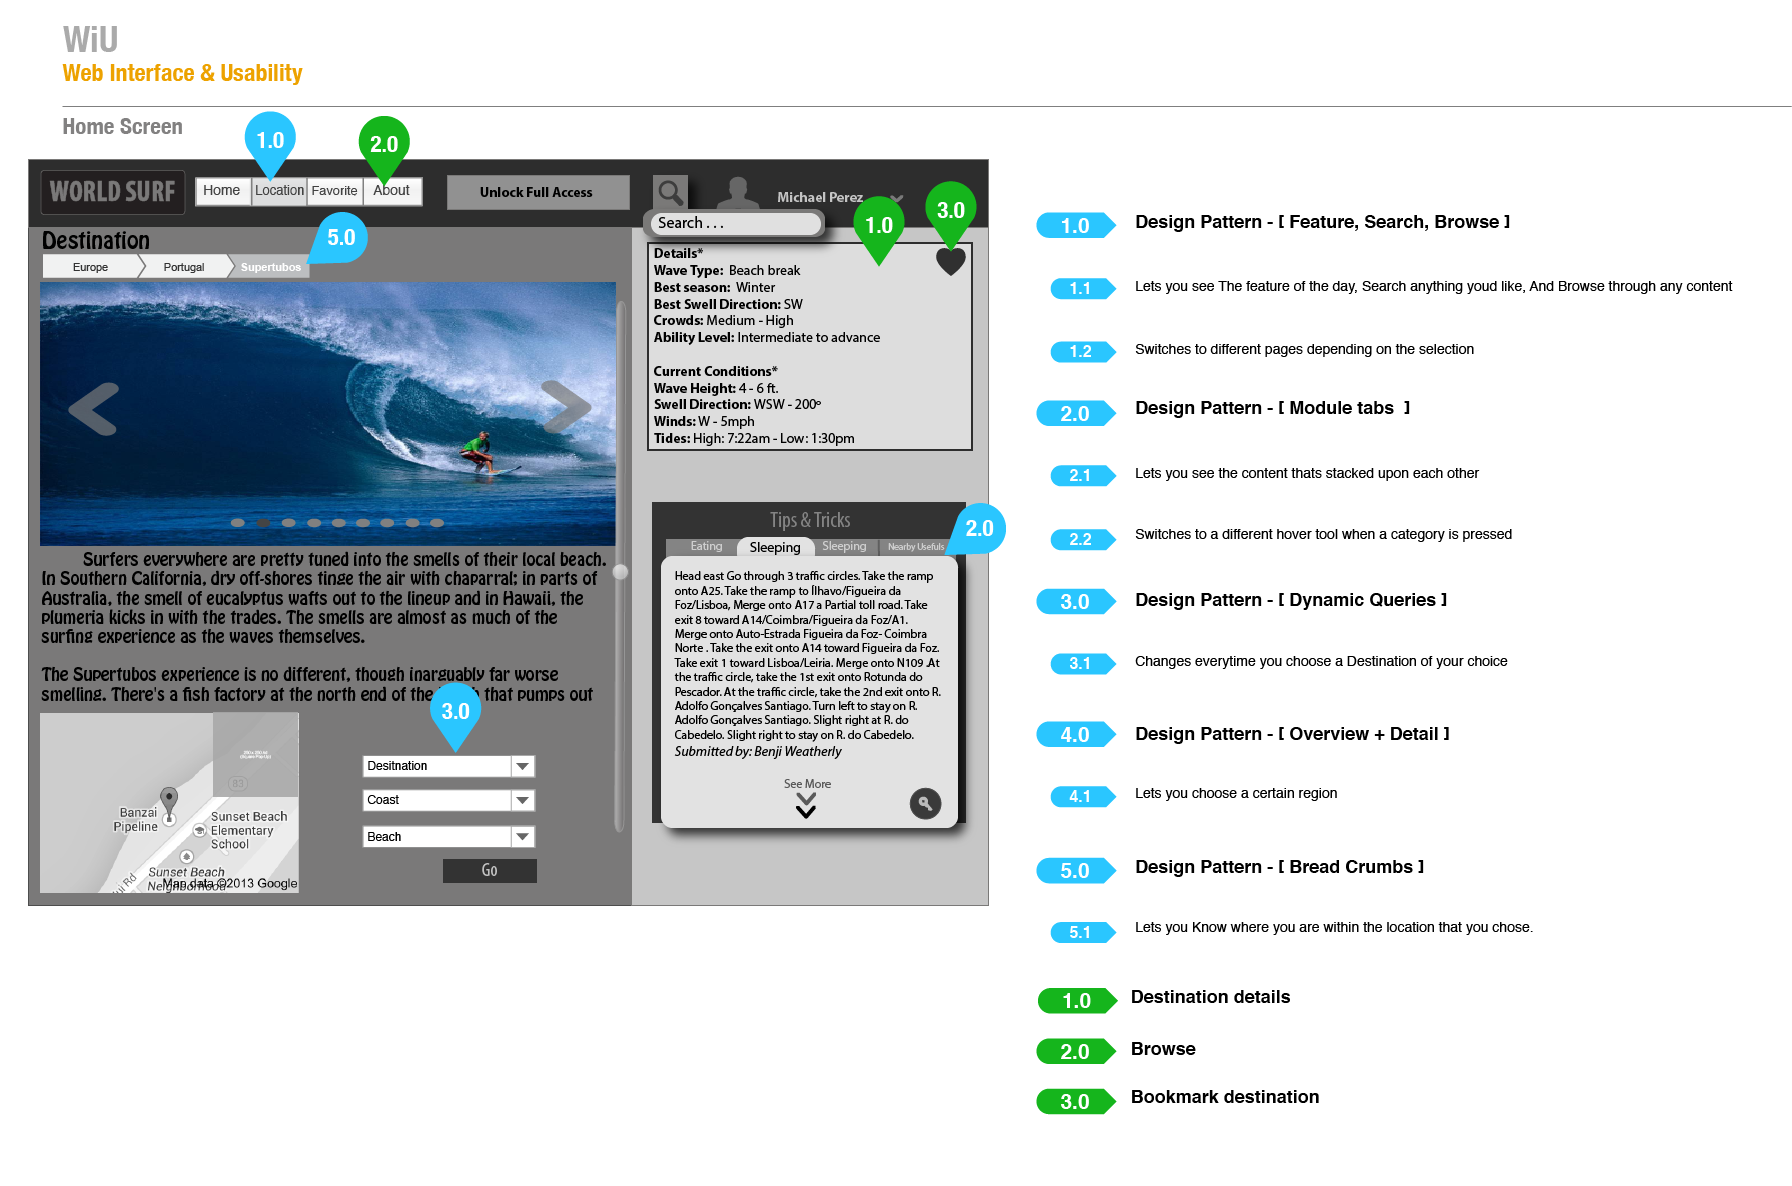 WiU
Web Interface & Usability
Home Screen
1.0
2.0
WORLD SURF
Home
Location
Favorite
About
Unlock Full Access
Michael Perez
Search . . .
1.0
3.0
5.0
Destination
Europe
Portugal
Supertubos
Details*
Wave Type: Beach break
Best season: Winter
Best Swell Direction: SW
Crowds: Medium - High
Ability Level: Intermediate to advance
Current Conditions*
Wave Height: 4 - 6 ft.
Swell Direction: WSW - 200º
Winds: W - 5mph
Tides: High: 7:22am - Low: 1:30pm
Surfers everywhere are pretty tuned into the smells of their local beach.
In Southern California, dry off-shores tinge the air with chaparral; in parts of
Australia, the smell of eucalyptus wafts out to the lineup and in Hawaii, the
plumeria kicks in with the trades. The smells are almost as much of the
surfing experience as the waves themselves.
The Supertubos experience is no different, though inarguably far worse
smelling. There's a fish factory at the north end of the that pumps out
3.0
Desitnation
Coast
Beach
Go
83
Banzai
Pipeline
Sunset Beach
Elementary
School
Sunset Beach
Neighborhood
Map data ©2013 Google
Tips & Tricks
2.0
Eating
Sleeping
Sleeping
Nearby Usefuls
Head east Go through 3 traffic circles. Take the ramp
onto A25. Take the ramp to Ílhavo/Figueira da
Foz/Lisboa, Merge onto A17 a Partial toll road. Take
exit 8 toward A14/Coimbra/Figueira da Foz/A1.
Merge onto Auto-Estrada Figueira da Foz- Coimbra
Norte . Take the exit onto A14 toward Figueira da Foz.
Take exit 1 toward Lisboa/Leiria. Merge onto N109 .At
the traffic circle, take the 1st exit onto Rotunda do
Pescador. At the traffic circle, take the 2nd exit onto R.
Adolfo Gonçalves Santiago. Turn left to stay on R.
Adolfo Gonçalves Santiago. Slight right at R. do
Cabedelo. Slight right to stay on R. do Cabedelo.
Submitted by: Benji Weatherly
See More
1.0 Design Pattern - [ Feature, Search, Browse ]
1.1 Lets you see The feature of the day, Search anything youd like, And Browse through any content
1.2 Switches to different pages depending on the selection
2.0 Design Pattern - [ Module tabs ]
2.1 Lets you see the content thats stacked upon each other
2.2 Switches to a different hover tool when a category is pressed
3.0 Design Pattern - [ Dynamic Queries ]
3.1 Changes everytime you choose a Destination of your choice
4.0 Design Pattern - [ Overview + Detail ]
4.1 Lets you choose a certain region
5.0 Design Pattern - [ Bread Crumbs ]
5.1 Lets you Know where you are within the location that you chose.
1.0 Destination details
2.0 Browse
3.0 Bookmark destination